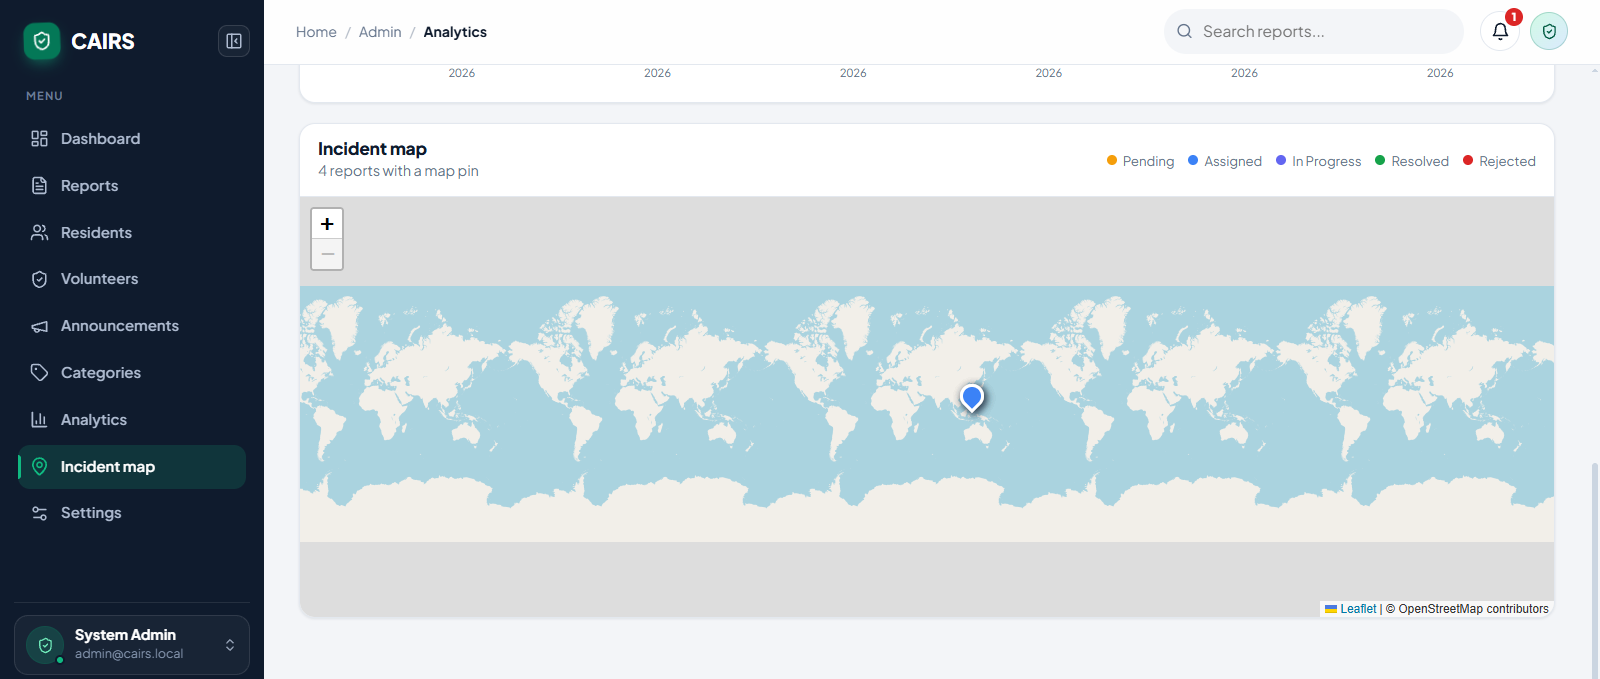 CAIRS
MENU
Dashboard
Reports
Residents
Volunteers
Announcements
Categories
Analytics
Incident map
Settings
System Admin
admin@cairs.local
Home / Admin / Analytics
Search reports...
1
2026 2026 2026 2026 2026 2026
Incident map
4 reports with a map pin
Pending Assigned In Progress Resolved Rejected
+
−
Leaflet | © OpenStreetMap contributors